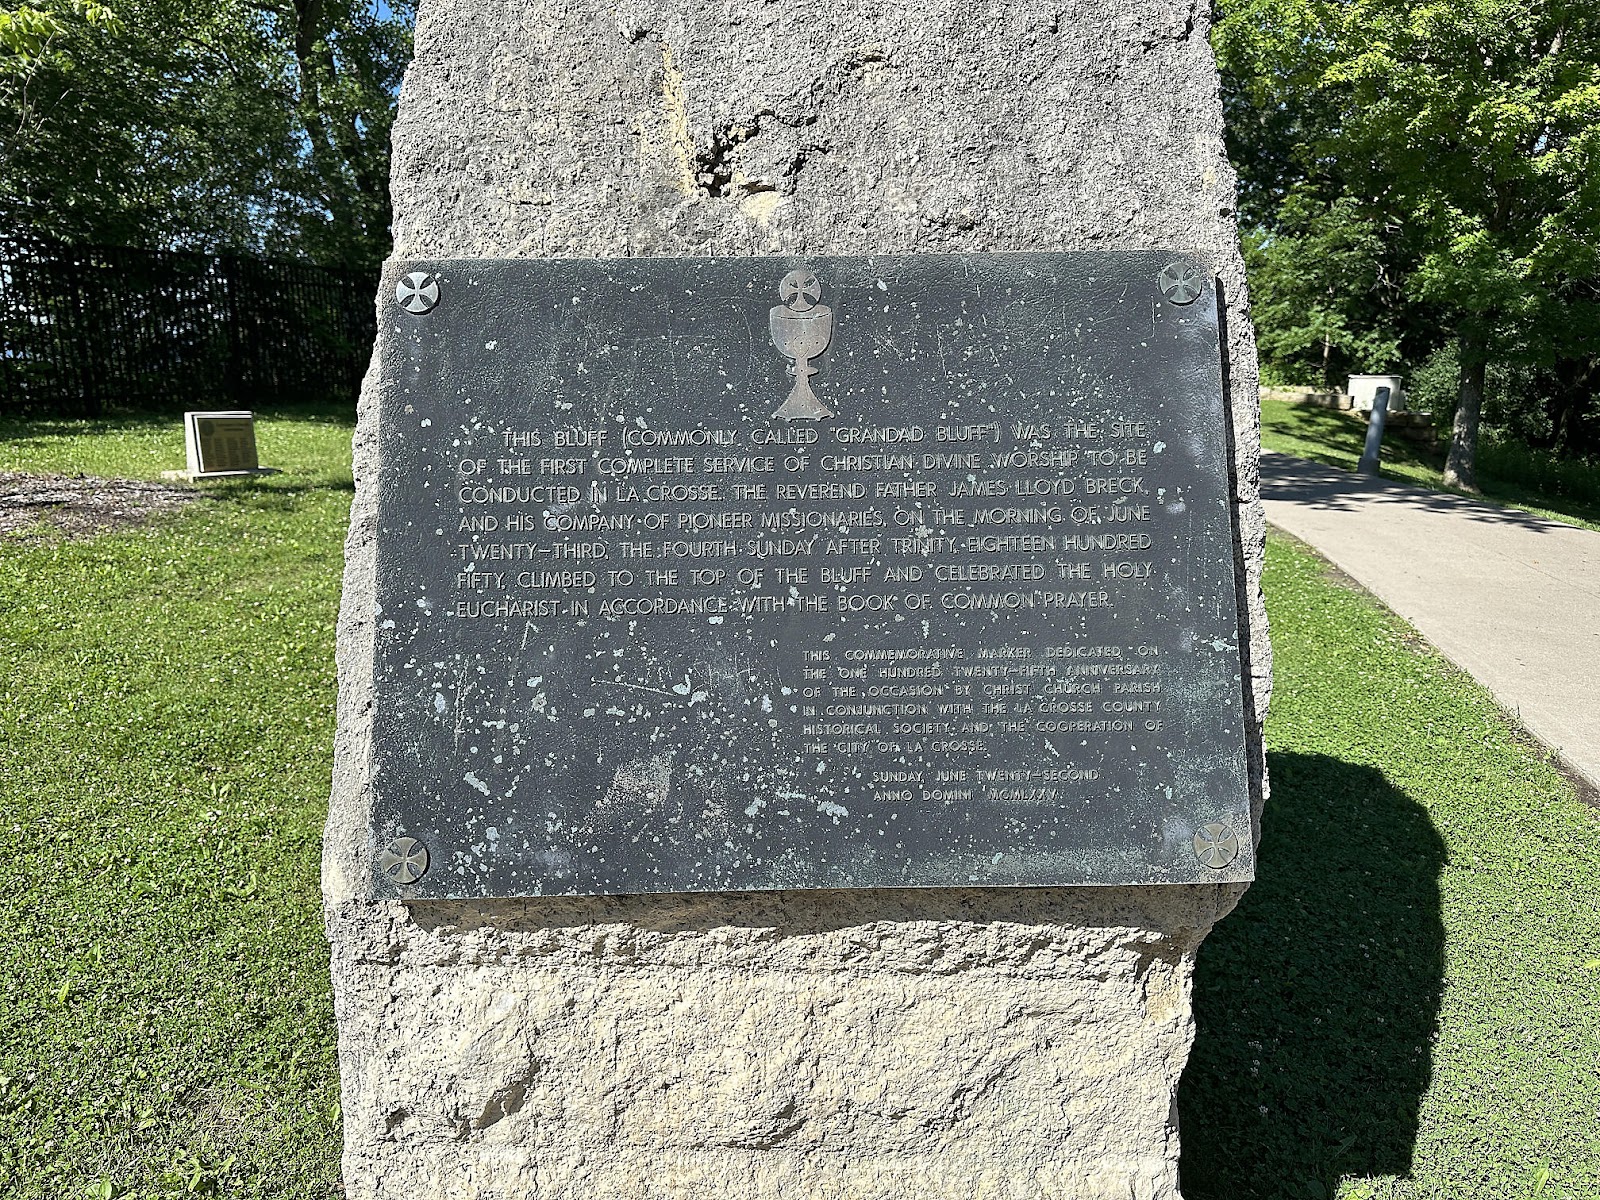 THIS BLUFF (COMMONLY CALLED "GRANDAD BLUFF") WAS THE SITE
OF THE FIRST COMPLETE SERVICE OF CHRISTIAN DIVINE WORSHIP TO BE
CONDUCTED IN LA CROSSE. THE REVEREND FATHER JAMES LLOYD BRECK,
AND HIS COMPANY OF PIONEER MISSIONARIES, ON THE MORNING OF JUNE
TWENTY-THIRD, THE FOURTH SUNDAY AFTER TRINITY, EIGHTEEN HUNDRED
FIFTY, CLIMBED TO THE TOP OF THE BLUFF AND CELEBRATED THE HOLY
EUCHARIST IN ACCORDANCE WITH THE BOOK OF COMMON PRAYER.
THIS COMMEMORATIVE MARKER DEDICATED ON
THE ONE HUNDRED TWENTY-FIFTH ANNIVERSARY
OF THE OCCASION BY CHRIST CHURCH PARISH
IN CONJUNCTION WITH THE LA CROSSE COUNTY
HISTORICAL SOCIETY AND THE COOPERATION OF
THE CITY OF LA CROSSE.
SUNDAY, JUNE TWENTY-SECOND
ANNO DOMINI MCMLXXV